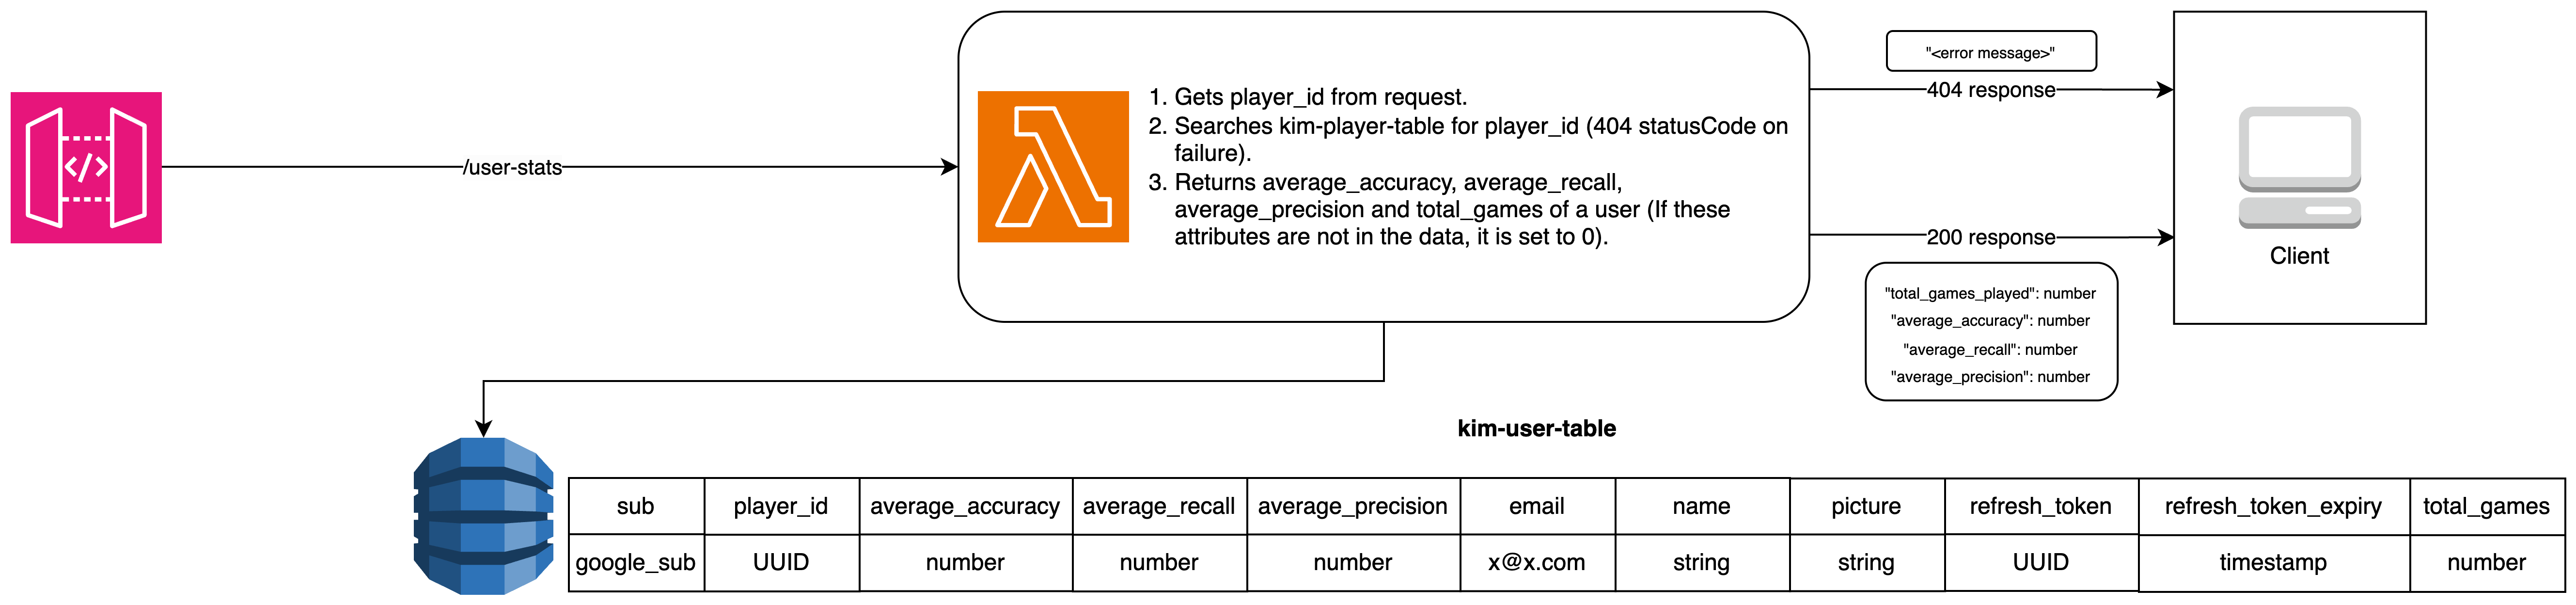 </>
/user-stats
1. Gets player_id from request.
2. Searches kim-player-table for player_id (404 statusCode on
failure).
3. Returns average_accuracy, average_recall,
average_precision and total_games of a user (If these
attributes are not in the data, it is set to 0).
"<error message>"
404 response
200 response
"total_games_played": number
"average_accuracy": number
"average_recall": number
"average_precision": number
Client
kim-user-table
sub player_id average_accuracy average_recall average_precision email name picture refresh_token refresh_token_expiry total_games
google_sub UUID number number number x@x.com string string UUID timestamp number